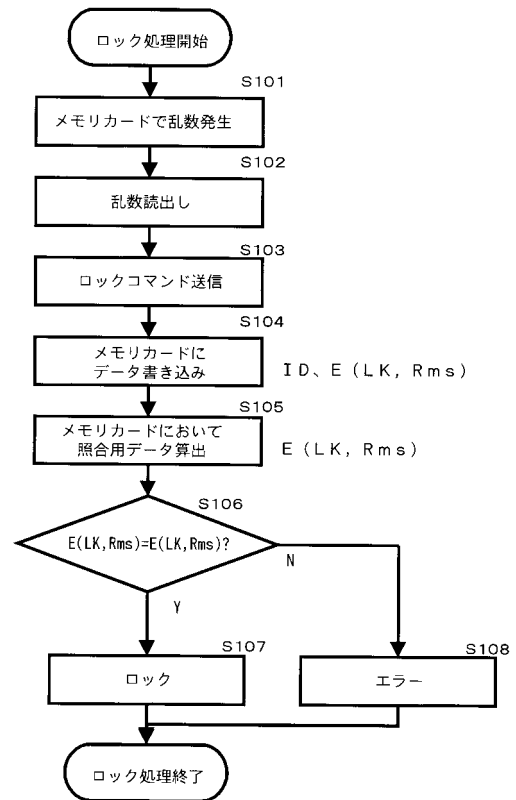 ロック処理開始
S101
メモリカードで乱数発生
S102
乱数読出し
S103
ロックコマンド送信
S104
メモリカードに
データ書き込み
ID、E(LK,Rms)
S105
メモリカードにおいて
照合用データ算出
E(LK,Rms)
S106
E(LK,Rms)=E(LK,Rms)?
N
Y
S107
ロック
S108
エラー
ロック処理終了